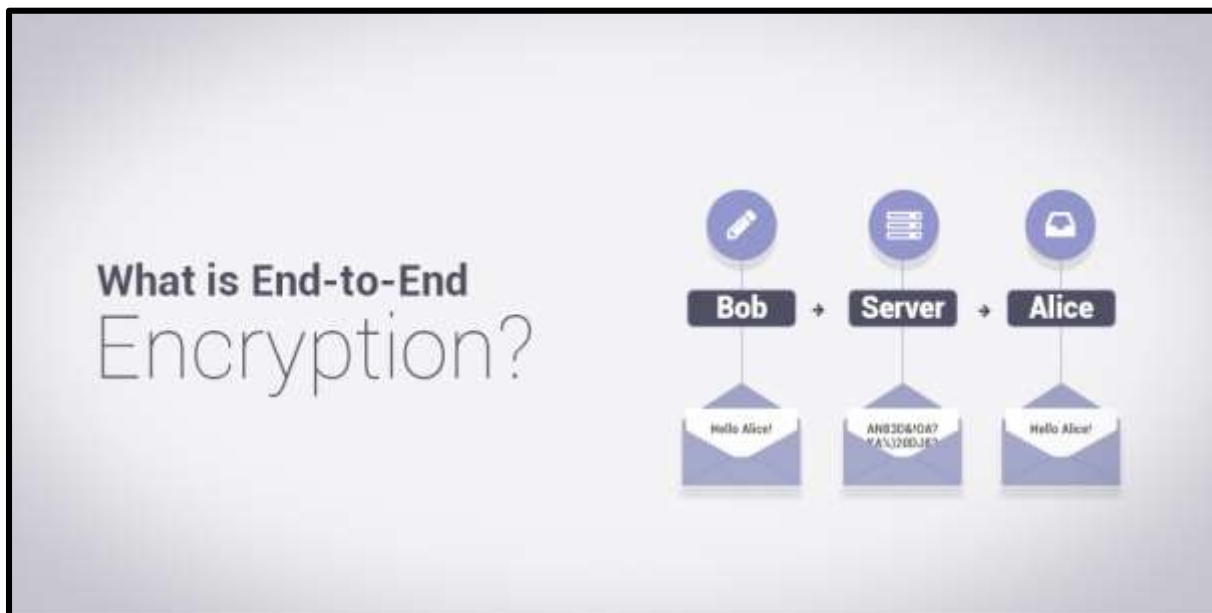 What is End-to-End
Encryption?
Bob
Server
Alice
Hello Alice!
Hello Alice!